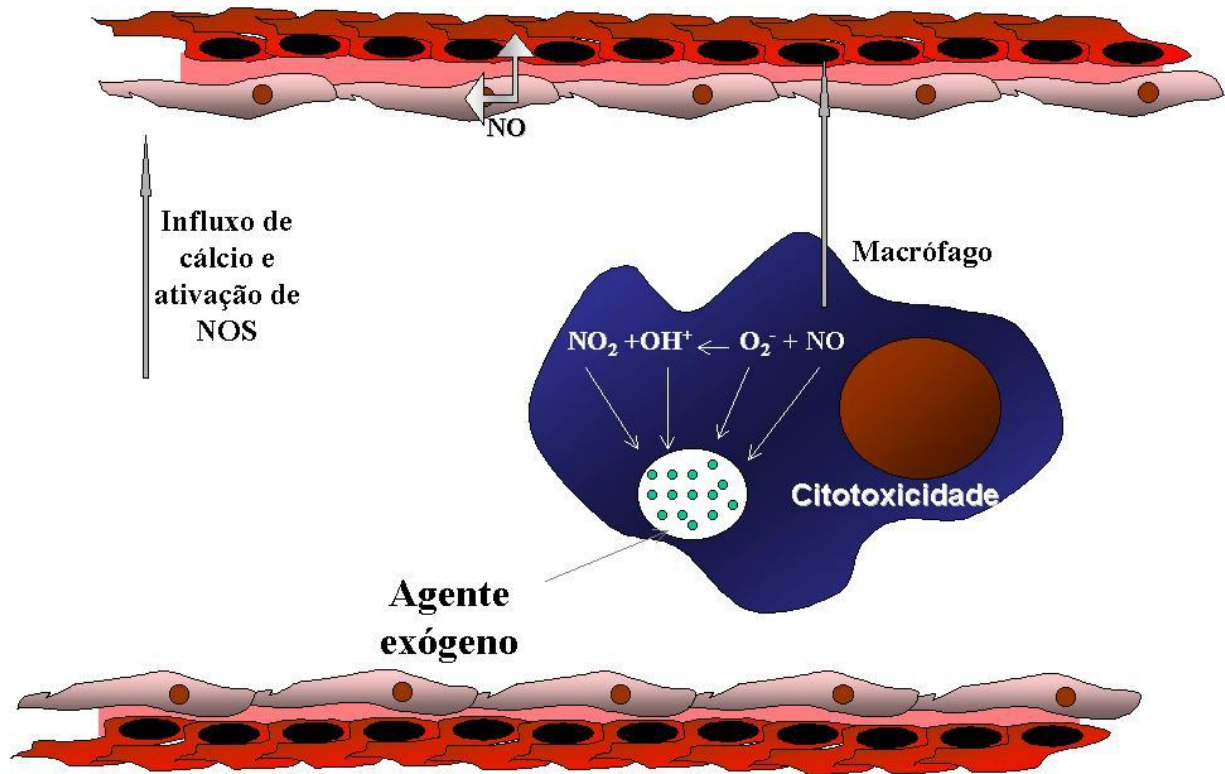 NO
Influxo de
cálcio e
ativação de
NOS
Macrófago
NO₂ +OH⁺ ← O₂⁻ + NO
Citotoxicidade
Agente
exógeno